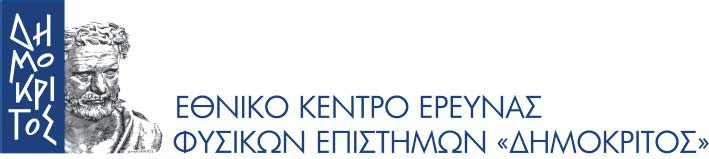 ΔΗ
ΜΟ
ΚΡΙ
ΤΟΣ
ΕΘΝΙΚΟ ΚΕΝΤΡΟ ΕΡΕΥΝΑΣ
ΦΥΣΙΚΩΝ ΕΠΙΣΤΗΜΩΝ «ΔΗΜΟΚΡΙΤΟΣ»